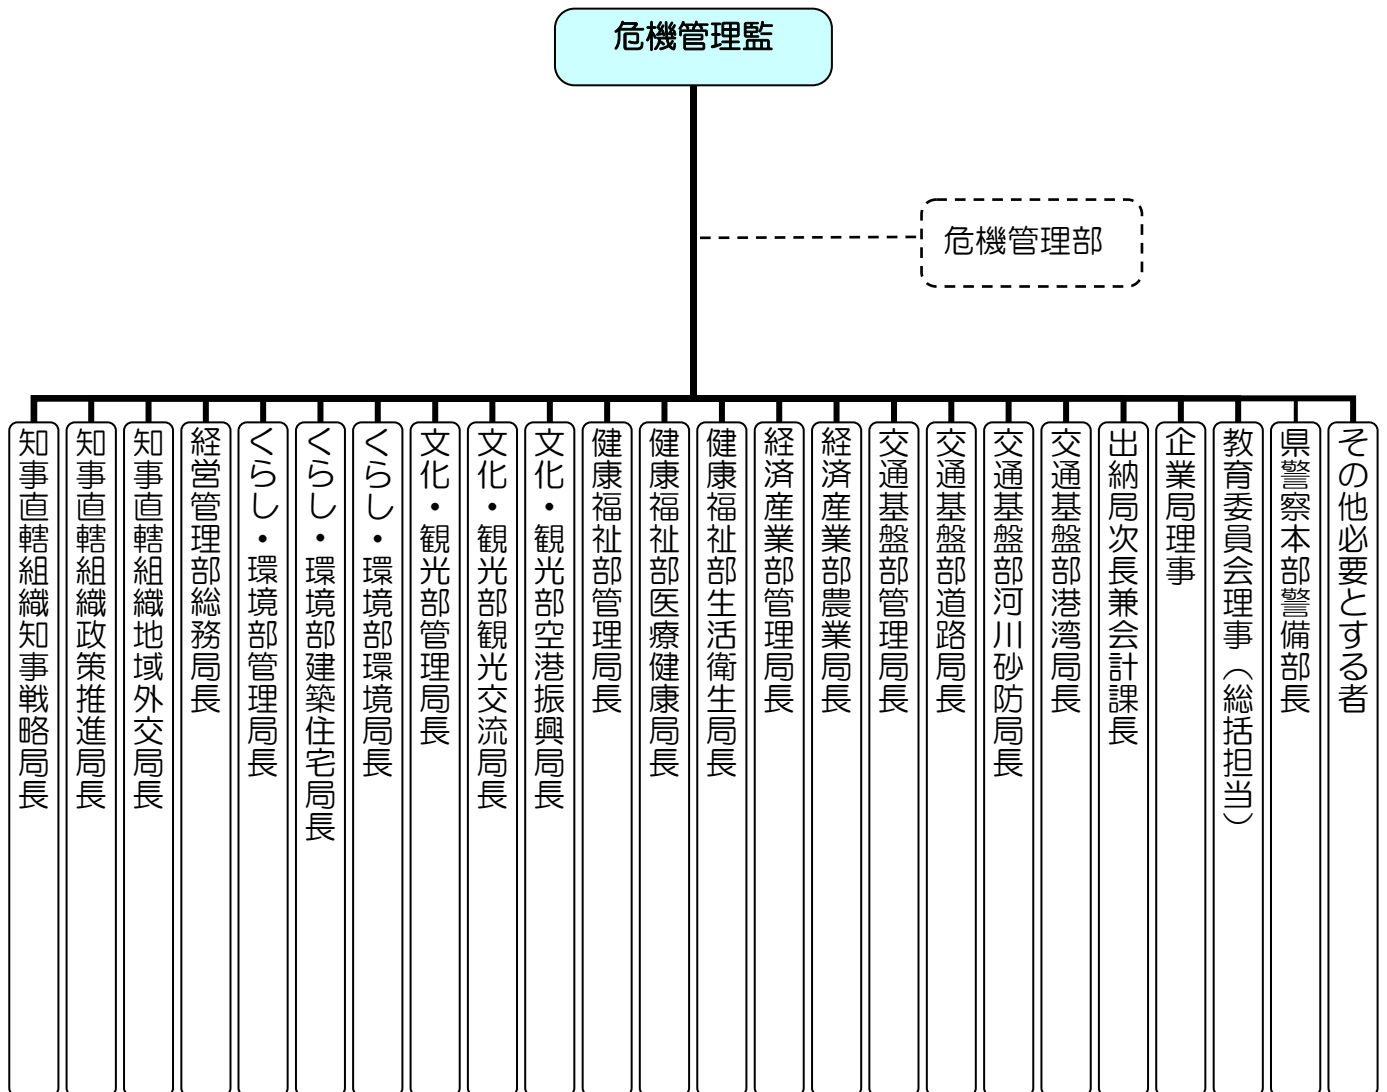 危機管理監
危機管理部
知事直轄組織知事戦略局長
知事直轄組織政策推進局長
知事直轄組織地域外交局長
経営管理部総務局長
くらし・環境部管理局長
くらし・環境部建築住宅局長
くらし・環境部環境局長
文化・観光部管理局長
文化・観光部観光交流局長
文化・観光部空港振興局長
健康福祉部管理局長
健康福祉部医療健康局長
健康福祉部生活衛生局長
経済産業部管理局長
経済産業部農業局長
交通基盤部管理局長
交通基盤部道路局長
交通基盤部河川砂防局長
交通基盤部港湾局長
出納局次長兼会計課長
企業局理事
教育委員会理事（総括担当）
県警察本部警備部長
その他必要とする者